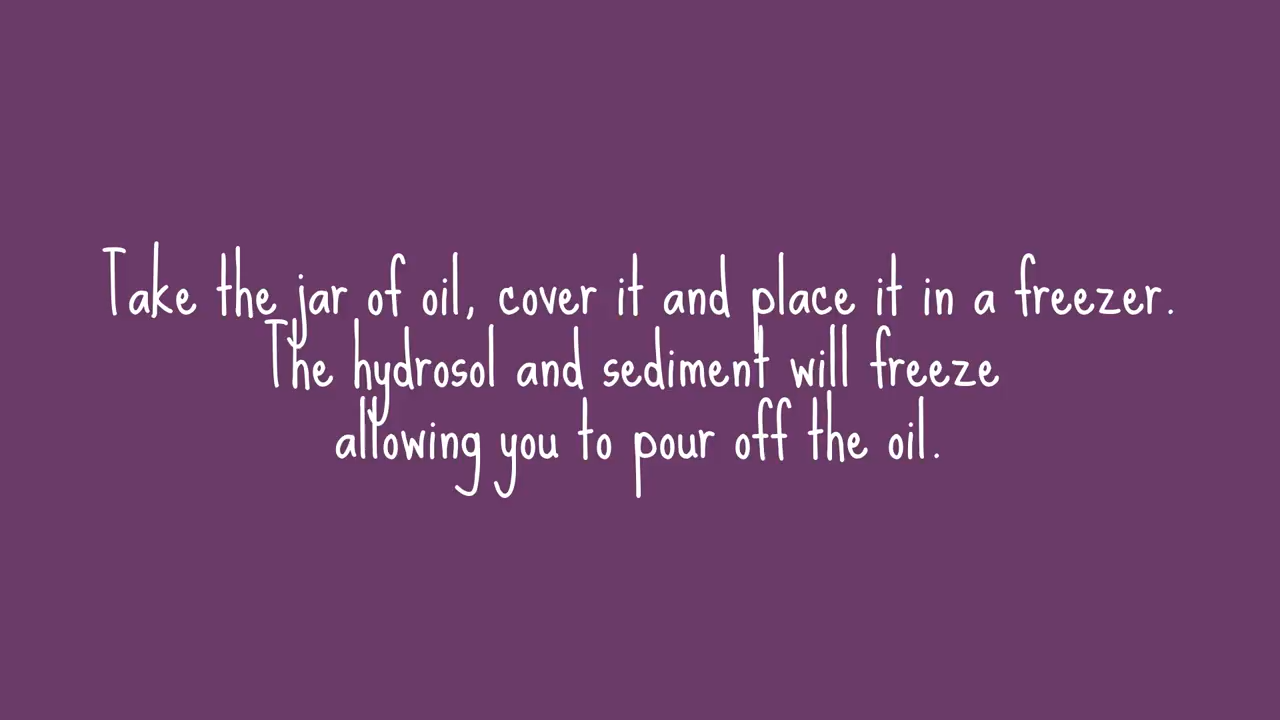 Take the jar of oil, cover it and place it in a freezer.
The hydrosol and sediment will freeze
allowing you to pour off the oil.